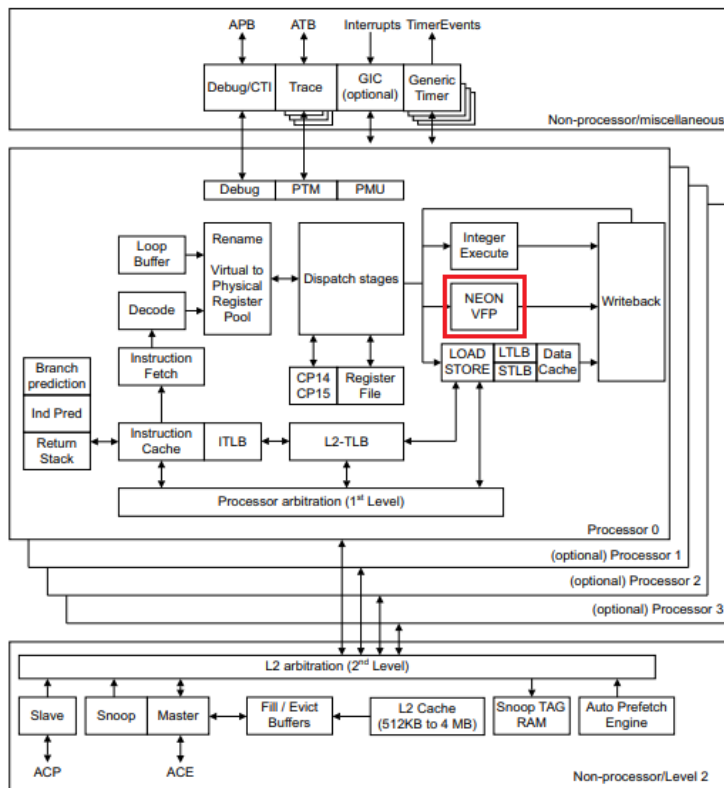 APB
ATB
Interrupts
TimerEvents
Debug/CTI
Trace
GIC
(optional)
Generic
Timer
Non-processor/miscellaneous
Debug
PTM
PMU
Loop
Buffer
Rename
Virtual to
Physical
Register
Pool
Dispatch stages
Integer
Execute
NEON
VFP
Writeback
Decode
Instruction
Fetch
LOAD
STORE
LTLB
STLB
Data
Cache
CP14
CP15
Register
File
Branch
prediction
Ind Pred
Return
Stack
Instruction
Cache
ITLB
L2-TLB
Processor arbitration (1st Level)
Processor 0
(optional) Processor 1
(optional) Processor 2
(optional) Processor 3
L2 arbitration (2nd Level)
Slave
Snoop
Master
Fill / Evict
Buffers
L2 Cache
(512KB to 4 MB)
Snoop TAG
RAM
Auto Prefetch
Engine
ACP
ACE
Non-processor/Level 2